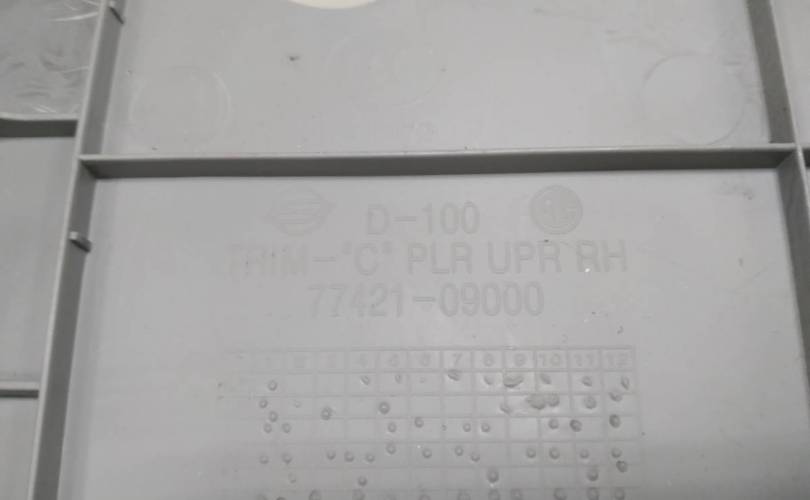 D-100
TRIM-"C" PLR UPR RH
77421-09000
1 2 3 4 5 6 7 8 9 10 11 12